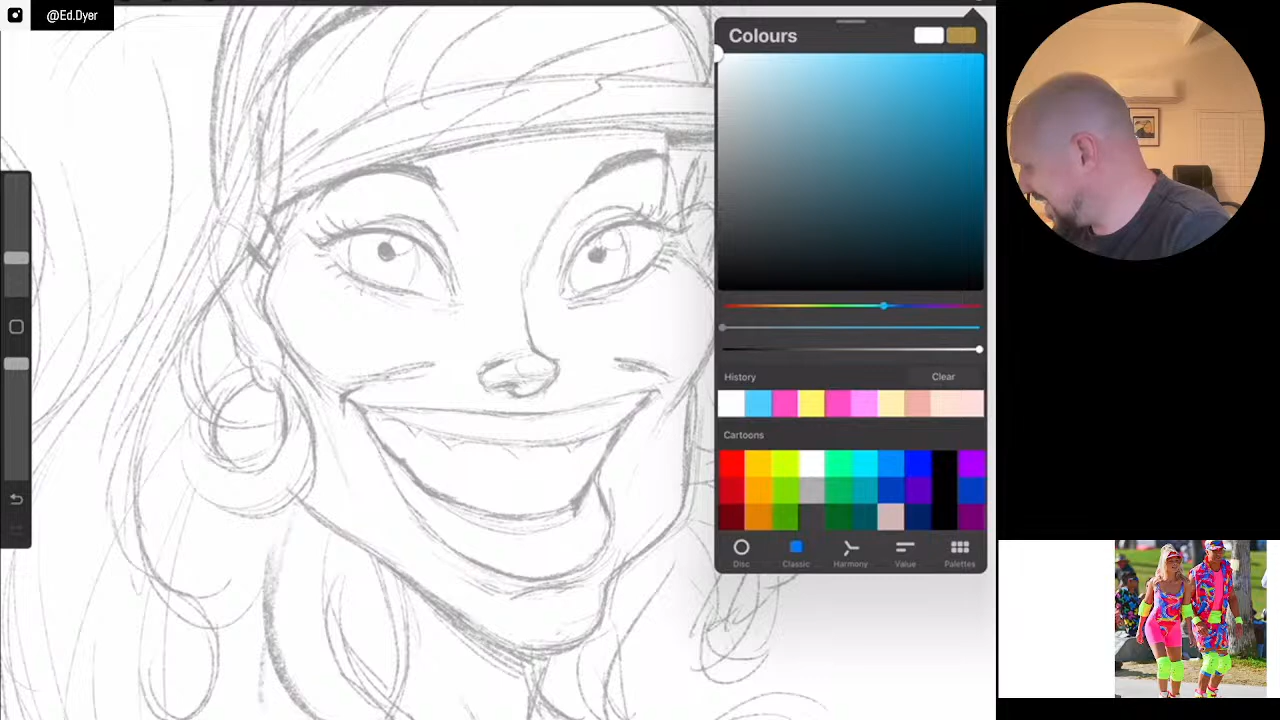 @Ed.Dyer
Colours
History
Clear
Cartoons
Disc
Classic
Harmony
Value
Palettes